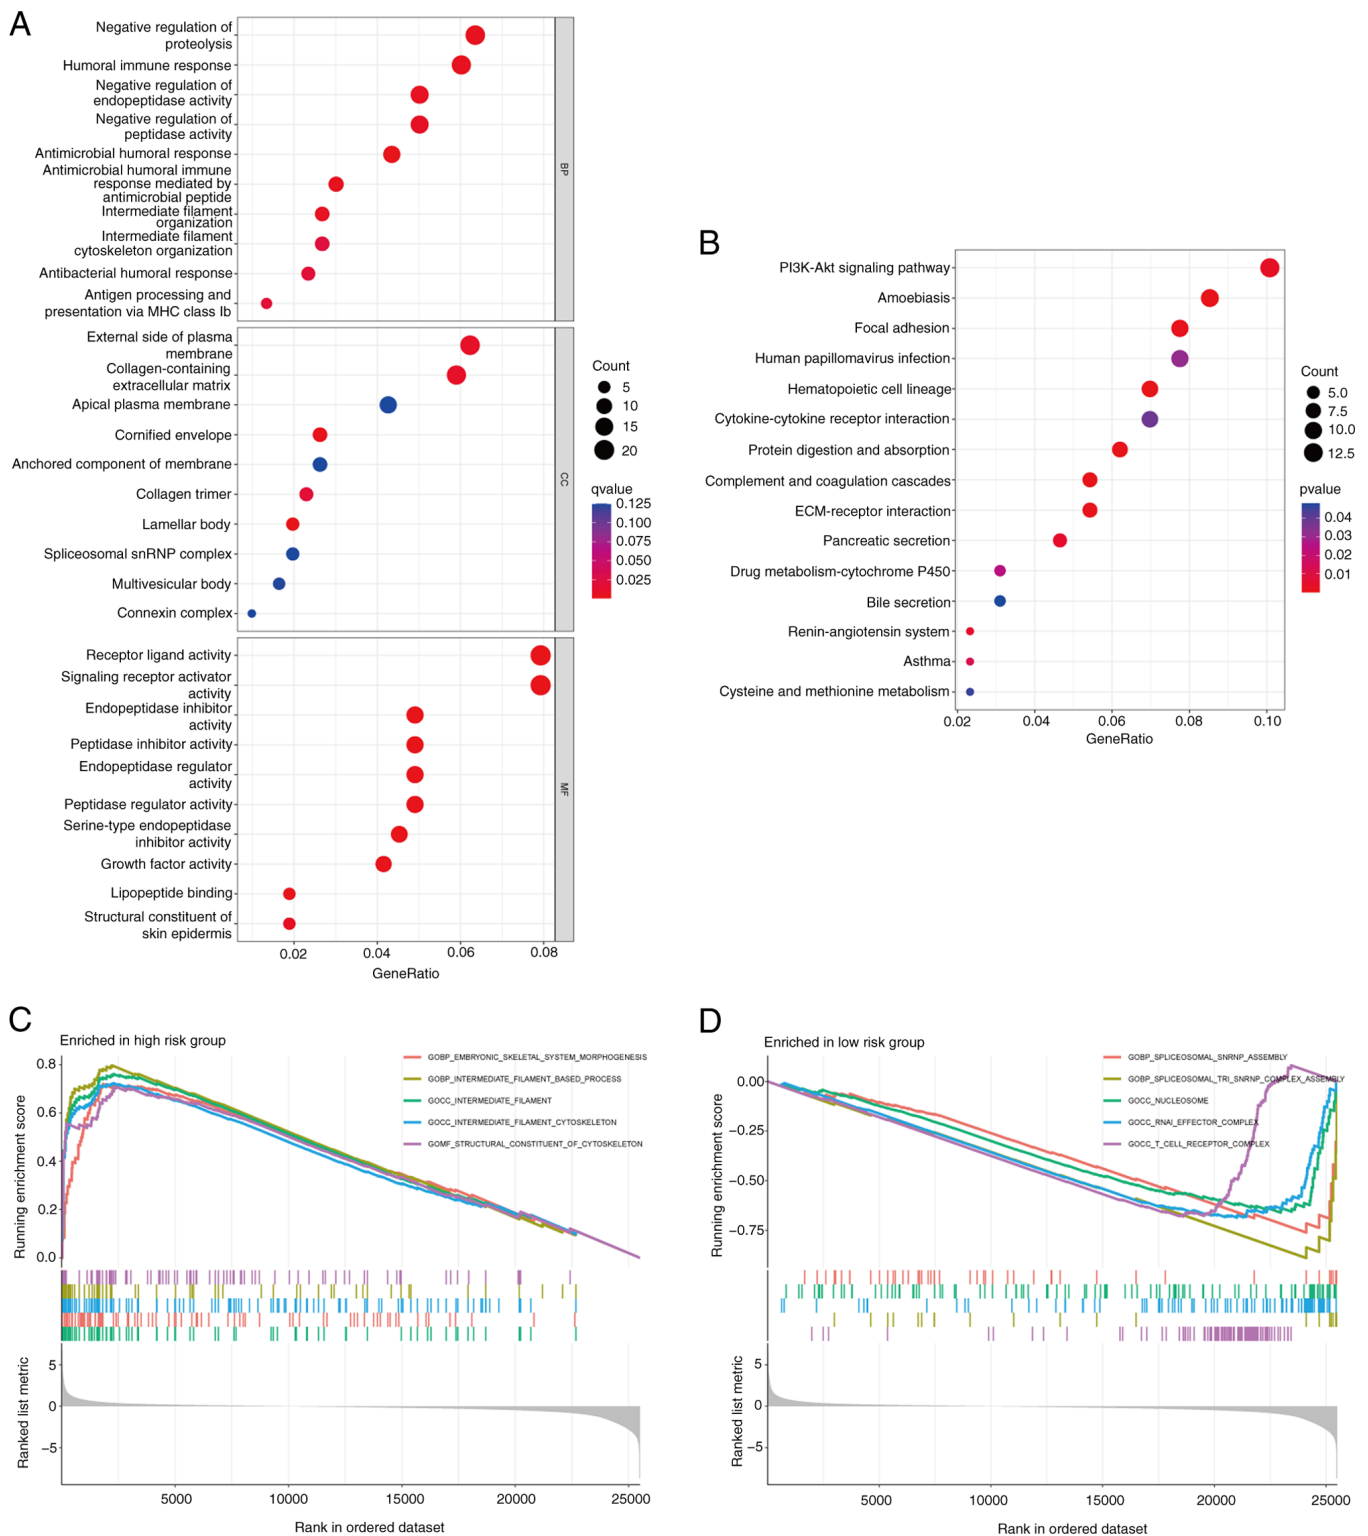 A
Negative regulation of
proteolysis
Humoral immune response
Negative regulation of
endopeptidase activity
Negative regulation of
peptidase activity
Antimicrobial humoral response
Antimicrobial humoral immune
response mediated by
antimicrobial peptide
Intermediate filament
organization
Intermediate filament
cytoskeleton organization
Antibacterial humoral response
Antigen processing and
presentation via MHC class Ib
BP
External side of plasma
membrane
Collagen-containing
extracellular matrix
Apical plasma membrane
Cornified envelope
Anchored component of membrane
Collagen trimer
Lamellar body
Spliceosomal snRNP complex
Multivesicular body
Connexin complex
CC
Receptor ligand activity
Signaling receptor activator
activity
Endopeptidase inhibitor
activity
Peptidase inhibitor activity
Endopeptidase regulator
activity
Peptidase regulator activity
Serine-type endopeptidase
inhibitor activity
Growth factor activity
Lipopeptide binding
Structural constituent of
skin epidermis
MF
0.02 0.04 0.06 0.08
GeneRatio
Count
5
10
15
20
qvalue
0.125
0.100
0.075
0.050
0.025
B
PI3K-Akt signaling pathway
Amoebiasis
Focal adhesion
Human papillomavirus infection
Hematopoietic cell lineage
Cytokine-cytokine receptor interaction
Protein digestion and absorption
Complement and coagulation cascades
ECM-receptor interaction
Pancreatic secretion
Drug metabolism-cytochrome P450
Bile secretion
Renin-angiotensin system
Asthma
Cysteine and methionine metabolism
0.02 0.04 0.06 0.08 0.10
GeneRatio
Count
5.0
7.5
10.0
12.5
pvalue
0.04
0.03
0.02
0.01
C
Enriched in high risk group
GOBP_EMBRYONIC_SKELETAL_SYSTEM_MORPHOGENESIS
GOBP_INTERMEDIATE_FILAMENT_BASED_PROCESS
GOCC_INTERMEDIATE_FILAMENT
GOCC_INTERMEDIATE_FILAMENT_CYTOSKELETON
GOMF_STRUCTURAL_CONSTITUENT_OF_CYTOSKELETON
Running enrichment score
0.8
0.6
0.4
0.2
0.0
Ranked list metric
5
0
−5
5000 10000 15000 20000 25000
Rank in ordered dataset
D
Enriched in low risk group
GOBP_SPLICEOSOMAL_SNRNP_ASSEMBLY
GOBP_SPLICEOSOMAL_TRI_SNRNP_COMPLEX_ASSEMBLY
GOCC_NUCLEOSOME
GOCC_RNAI_EFFECTOR_COMPLEX
GOCC_T_CELL_RECEPTOR_COMPLEX
Running enrichment score
0.00
−0.25
−0.50
−0.75
Ranked list metric
5
0
−5
5000 10000 15000 20000 25000
Rank in ordered dataset